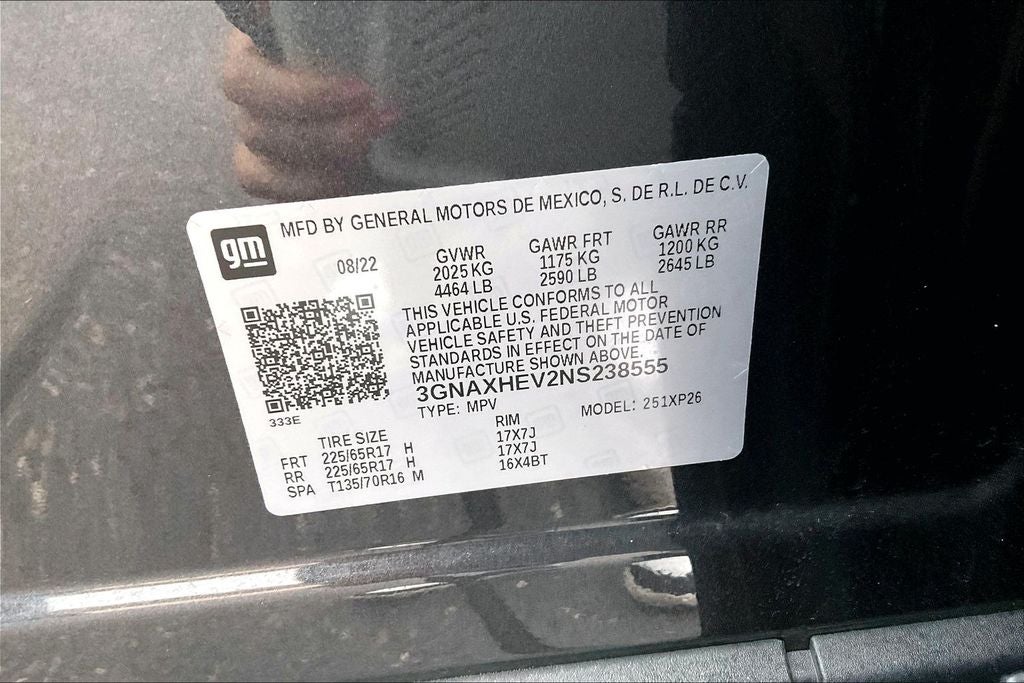 gm
MFD BY GENERAL MOTORS DE MEXICO, S. DE R.L. DE C.V.
08/22
GVWR
2025 KG
4464 LB
GAWR FRT
1175 KG
2590 LB
GAWR RR
1200 KG
2645 LB
THIS VEHICLE CONFORMS TO ALL
APPLICABLE U.S. FEDERAL MOTOR
VEHICLE SAFETY AND THEFT PREVENTION
STANDARDS IN EFFECT ON THE DATE OF
MANUFACTURE SHOWN ABOVE.
3GNAXHEV2NS238555
TYPE: MPV
MODEL: 251XP26
333E
TIRE SIZE RIM
FRT 225/65R17 H 17X7J
RR 225/65R17 H 17X7J
SPA T135/70R16 M 16X4BT